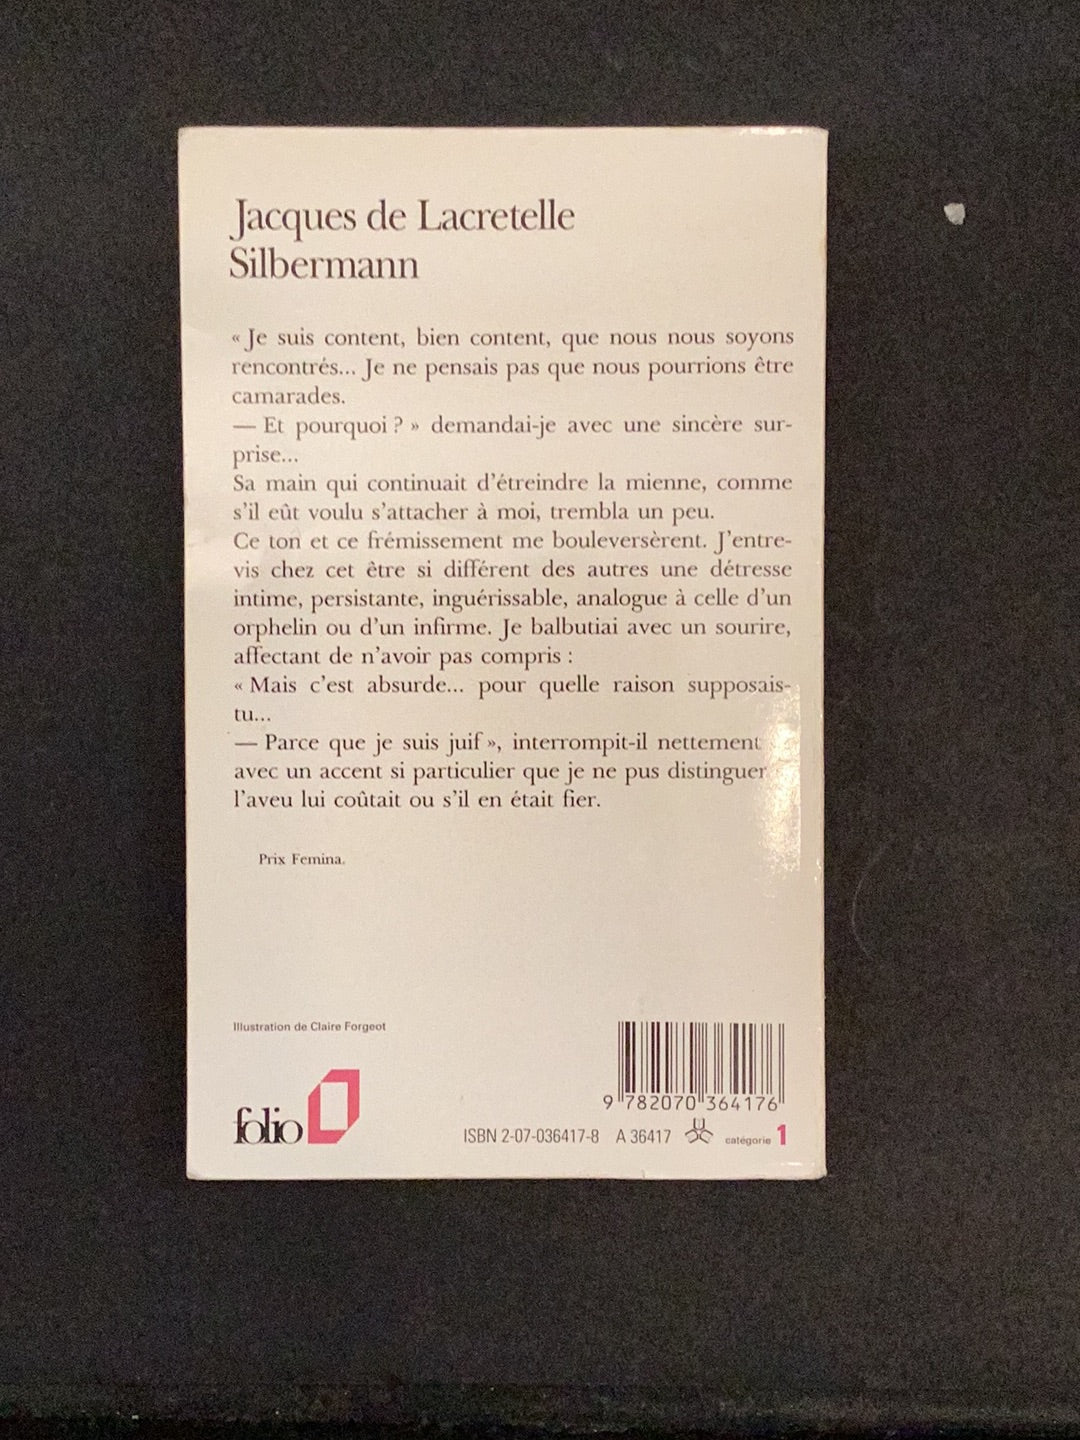 Jacques de Lacretelle
Silbermann
« Je suis content, bien content, que nous nous soyons
rencontrés... Je ne pensais pas que nous pourrions être
camarades.
— Et pourquoi ? » demandai-je avec une sincère sur-
prise...
Sa main qui continuait d'étreindre la mienne, comme
s'il eût voulu s'attacher à moi, trembla un peu.
Ce ton et ce frémissement me bouleversèrent. J'entre-
vis chez cet être si différent des autres une détresse
intime, persistante, inguérissable, analogue à celle d'un
orphelin ou d'un infirme. Je balbutiai avec un sourire,
affectant de n'avoir pas compris :
« Mais c'est absurde... pour quelle raison supposais-
tu...
— Parce que je suis juif », interrompit-il nettement
avec un accent si particulier que je ne pus distinguer
l'aveu lui coûtait ou s'il en était fier.
Prix Femina.
Illustration de Claire Forgeot
folio
9 782070 364176
ISBN 2-07-036417-8 A 36417 catégorie 1